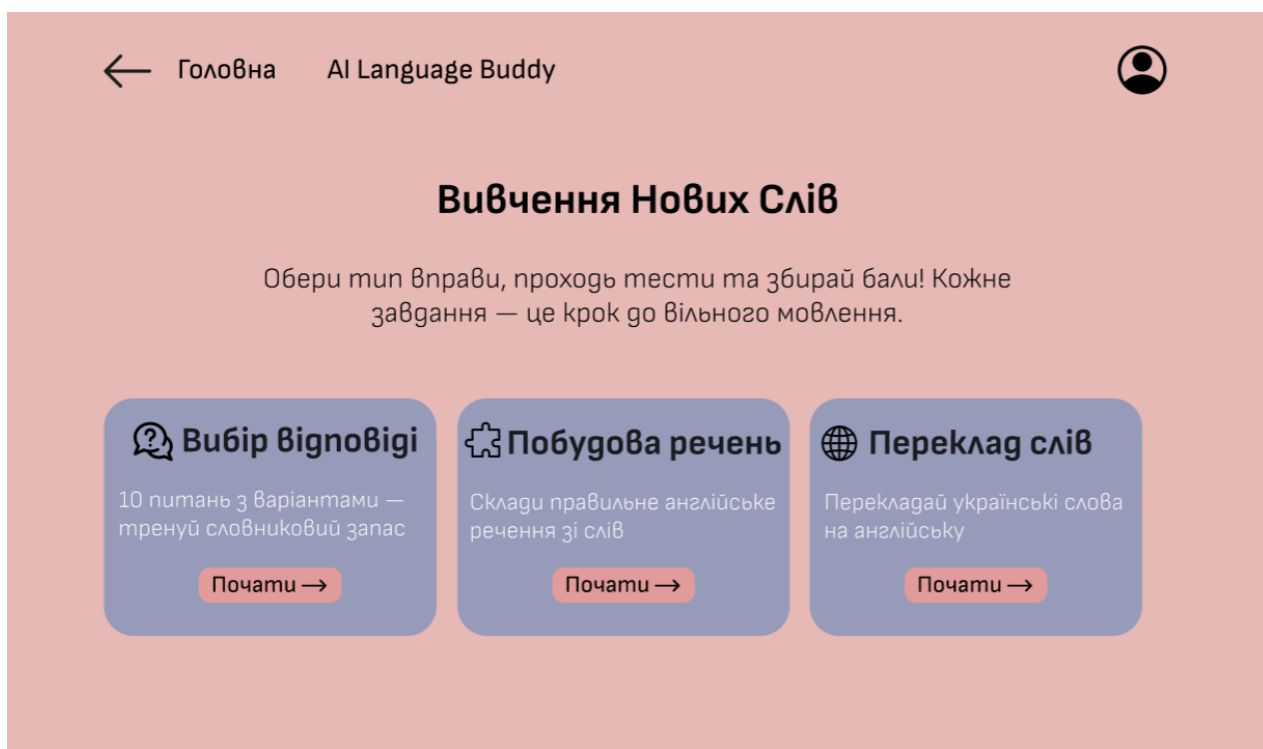 Головна AI Language Buddy
Вивчення Нових Слів
Обери тип вправи, проходь тести та збирай бали! Кожне
завдання — це крок до вільного мовлення.
Вибір відповіді
10 питань з варіантами —
тренуй словниковий запас
Почати
Побудова речень
Склади правильне англійське
речення зі слів
Почати
Переклад слів
Перекладай українські слова
на англійську
Почати